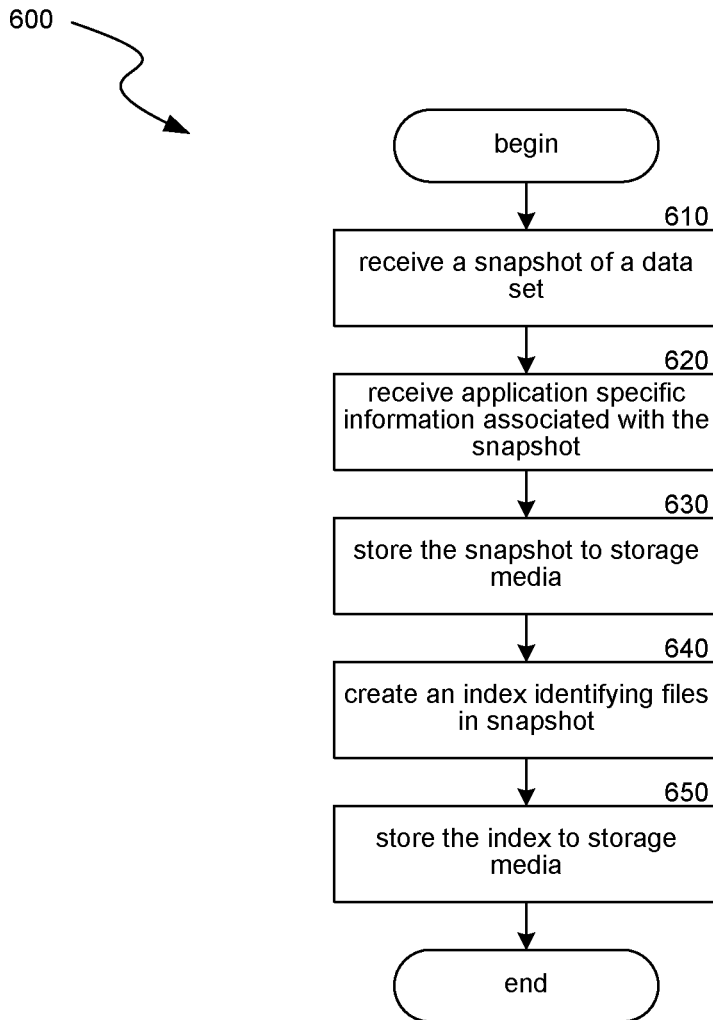 600
begin
610
receive a snapshot of a data
set
620
receive application specific
information associated with the
snapshot
630
store the snapshot to storage
media
640
create an index identifying files
in snapshot
650
store the index to storage
media
end